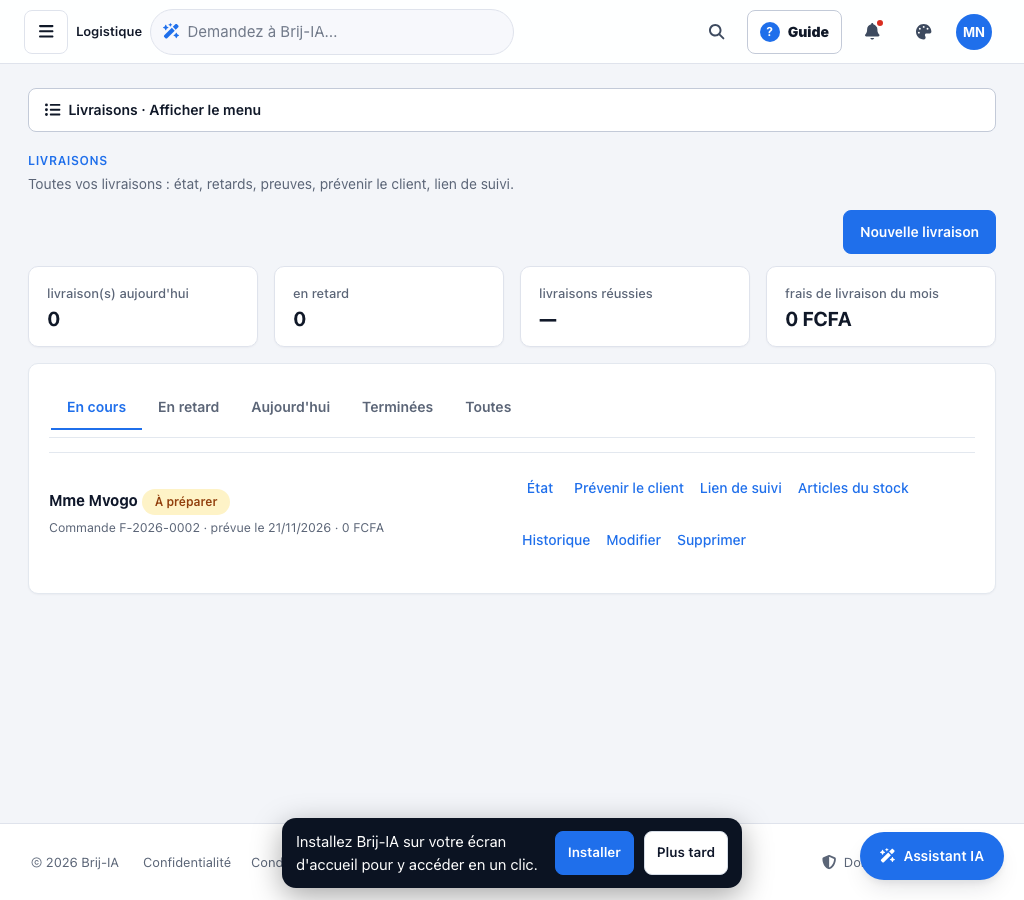 Logistique
Demandez à Brij-IA...
? Guide
MN
Livraisons · Afficher le menu
LIVRAISONS
Toutes vos livraisons : état, retards, preuves, prévenir le client, lien de suivi.
Nouvelle livraison
livraison(s) aujourd'hui
0
en retard
0
livraisons réussies
—
frais de livraison du mois
0 FCFA
En cours
En retard
Aujourd'hui
Terminées
Toutes
Mme Mvogo
À préparer
Commande F-2026-0002 · prévue le 21/11/2026 · 0 FCFA
État
Prévenir le client
Lien de suivi
Articles du stock
Historique
Modifier
Supprimer
Installez Brij-IA sur votre écran
d'accueil pour y accéder en un clic.
Installer
Plus tard
© 2026 Brij-IA
Confidentialité
Assistant IA